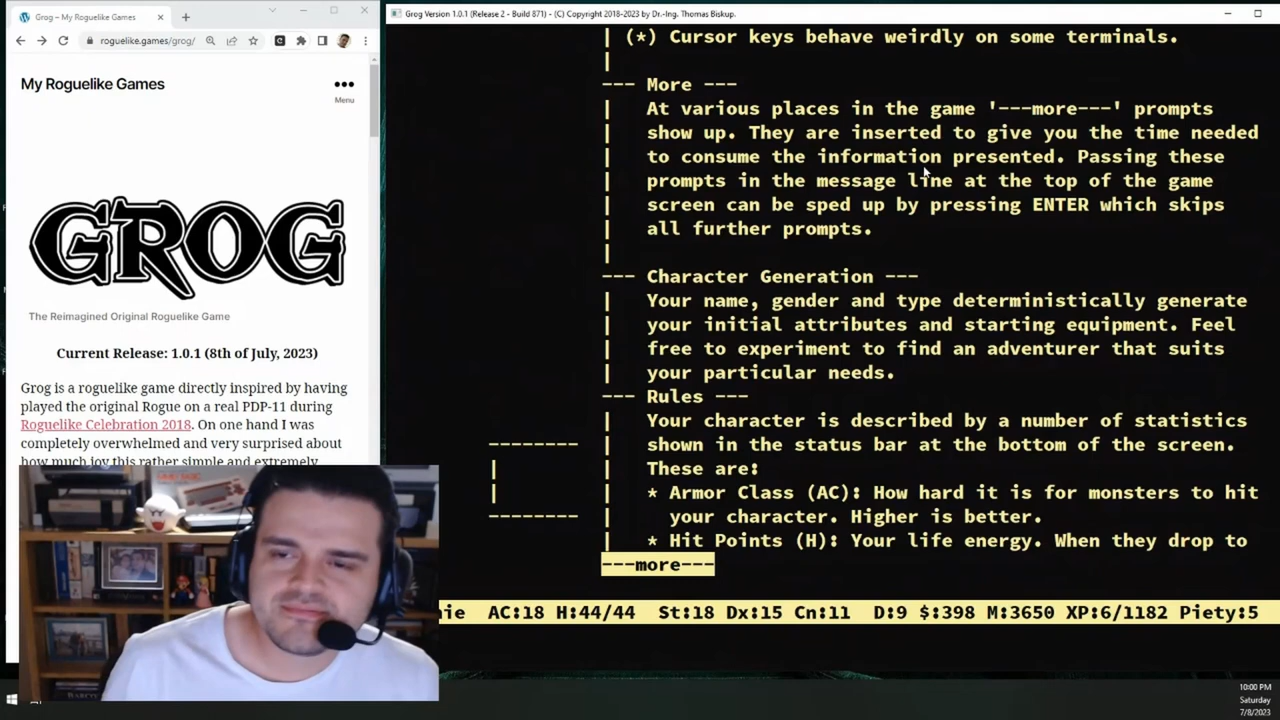 Grog – My Roguelike Games
roguelike.games/grog/
My Roguelike Games
Menu
GROG
The Reimagined Original Roguelike Game
Current Release: 1.0.1 (8th of July, 2023)
Grog is a roguelike game directly inspired by having
played the original Rogue on a real PDP-11 during
Roguelike Celebration 2018. On one hand I was
completely overwhelmed and very surprised about
how much joy this rather simple and extremely
Grog Version 1.0.1 (Release 2 - Build 871) - (C) Copyright 2018-2023 by Dr.-Ing. Thomas Biskup.
(*) Cursor keys behave weirdly on some terminals.
--- More ---
At various places in the game '---more---' prompts
show up. They are inserted to give you the time needed
to consume the information presented. Passing these
prompts in the message line at the top of the game
screen can be sped up by pressing ENTER which skips
all further prompts.
--- Character Generation ---
Your name, gender and type deterministically generate
your initial attributes and starting equipment. Feel
free to experiment to find an adventurer that suits
your particular needs.
--- Rules ---
Your character is described by a number of statistics
shown in the status bar at the bottom of the screen.
These are:
* Armor Class (AC): How hard it is for monsters to hit
your character. Higher is better.
* Hit Points (H): Your life energy. When they drop to
---more---
nie AC:18 H:44/44 St:18 Dx:15 Cn:11 D:9 $:398 M:3650 XP:6/1182 Piety:5
10:00 PM
Saturday
7/8/2023